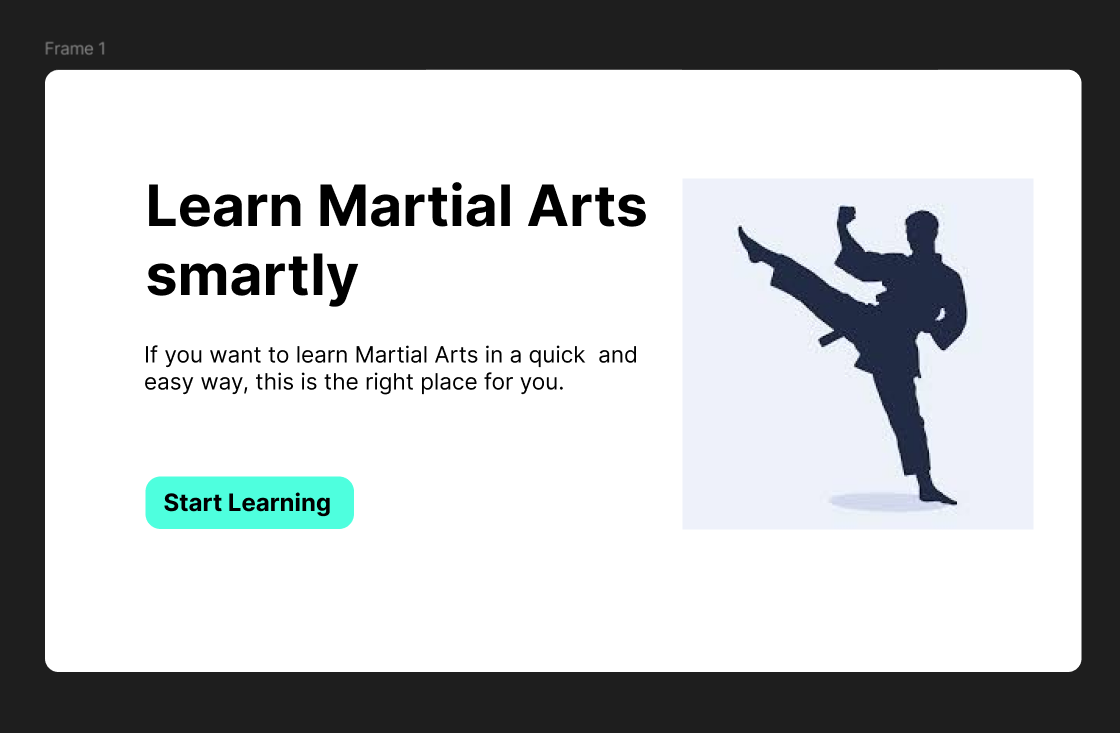 Frame 1
Learn Martial Arts
smartly
If you want to learn Martial Arts in a quick  and
easy way, this is the right place for you.
Start Learning